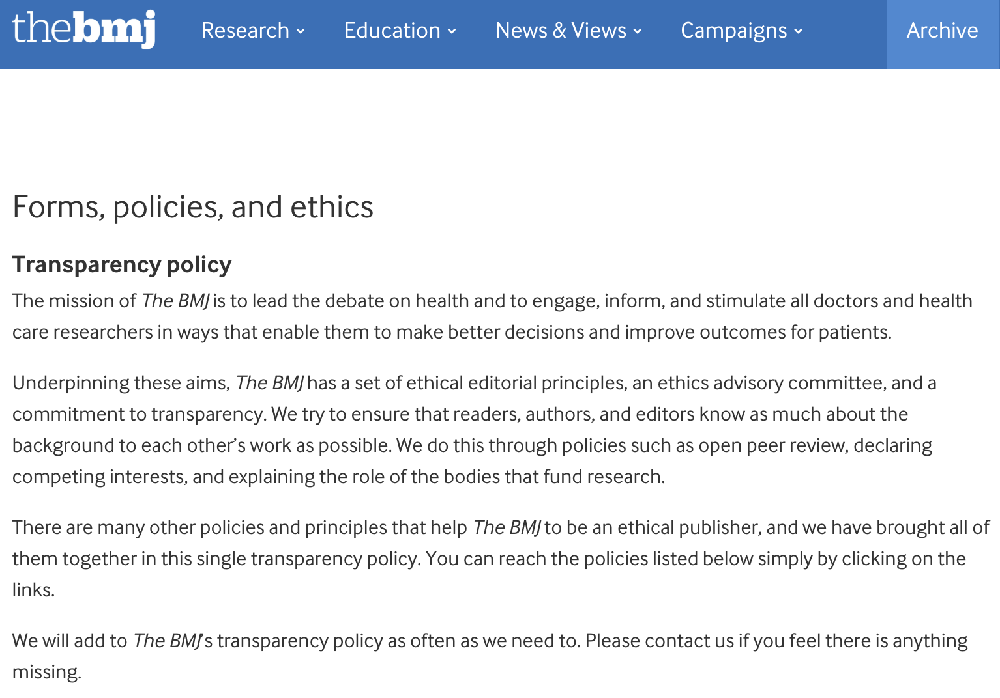 thebmj Research Education News & Views Campaigns Archive
Forms, policies, and ethics
Transparency policy
The mission of The BMJ is to lead the debate on health and to engage, inform, and stimulate all doctors and health
care researchers in ways that enable them to make better decisions and improve outcomes for patients.
Underpinning these aims, The BMJ has a set of ethical editorial principles, an ethics advisory committee, and a
commitment to transparency. We try to ensure that readers, authors, and editors know as much about the
background to each other’s work as possible. We do this through policies such as open peer review, declaring
competing interests, and explaining the role of the bodies that fund research.
There are many other policies and principles that help The BMJ to be an ethical publisher, and we have brought all of
them together in this single transparency policy. You can reach the policies listed below simply by clicking on the
links.
We will add to The BMJ’s transparency policy as often as we need to. Please contact us if you feel there is anything
missing.